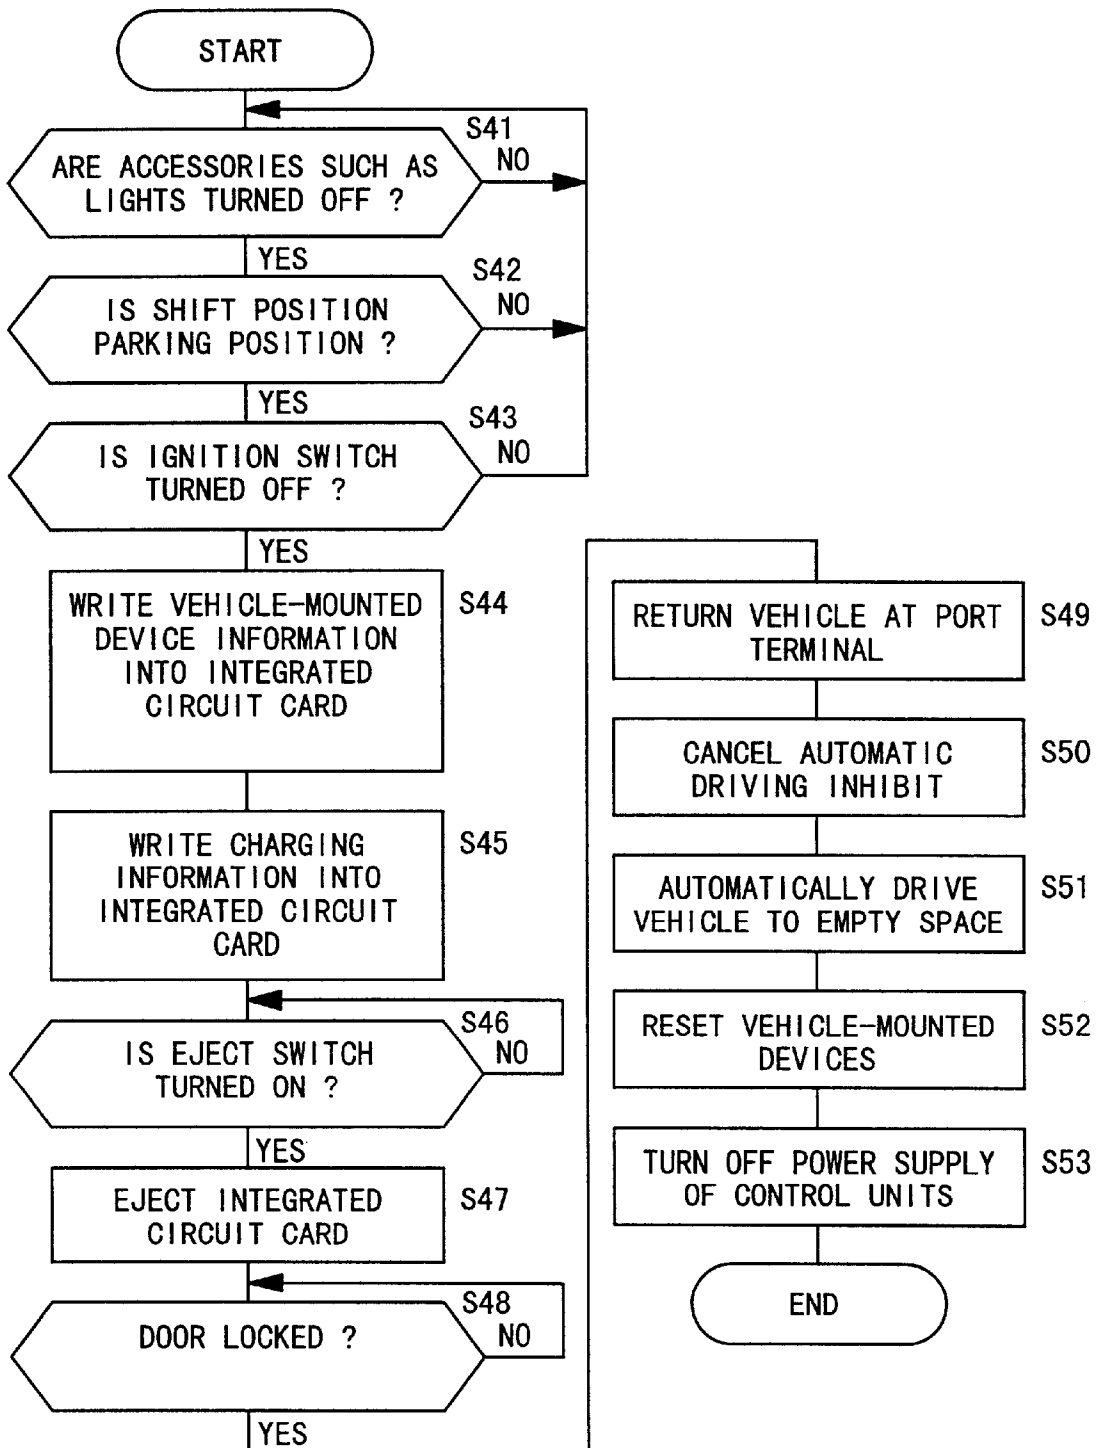 START
S41
ARE ACCESSORIES SUCH AS
LIGHTS TURNED OFF ?
NO
YES
S42
IS SHIFT POSITION
PARKING POSITION ?
NO
YES
S43
IS IGNITION SWITCH
TURNED OFF ?
NO
YES
WRITE VEHICLE-MOUNTED
DEVICE INFORMATION
INTO INTEGRATED
CIRCUIT CARD
S44
WRITE CHARGING
INFORMATION INTO
INTEGRATED CIRCUIT
CARD
S45
S46
IS EJECT SWITCH
TURNED ON ?
NO
YES
EJECT INTEGRATED
CIRCUIT CARD
S47
S48
DOOR LOCKED ?
NO
YES
RETURN VEHICLE AT PORT
TERMINAL
S49
CANCEL AUTOMATIC
DRIVING INHIBIT
S50
AUTOMATICALLY DRIVE
VEHICLE TO EMPTY SPACE
S51
RESET VEHICLE-MOUNTED
DEVICES
S52
TURN OFF POWER SUPPLY
OF CONTROL UNITS
S53
END